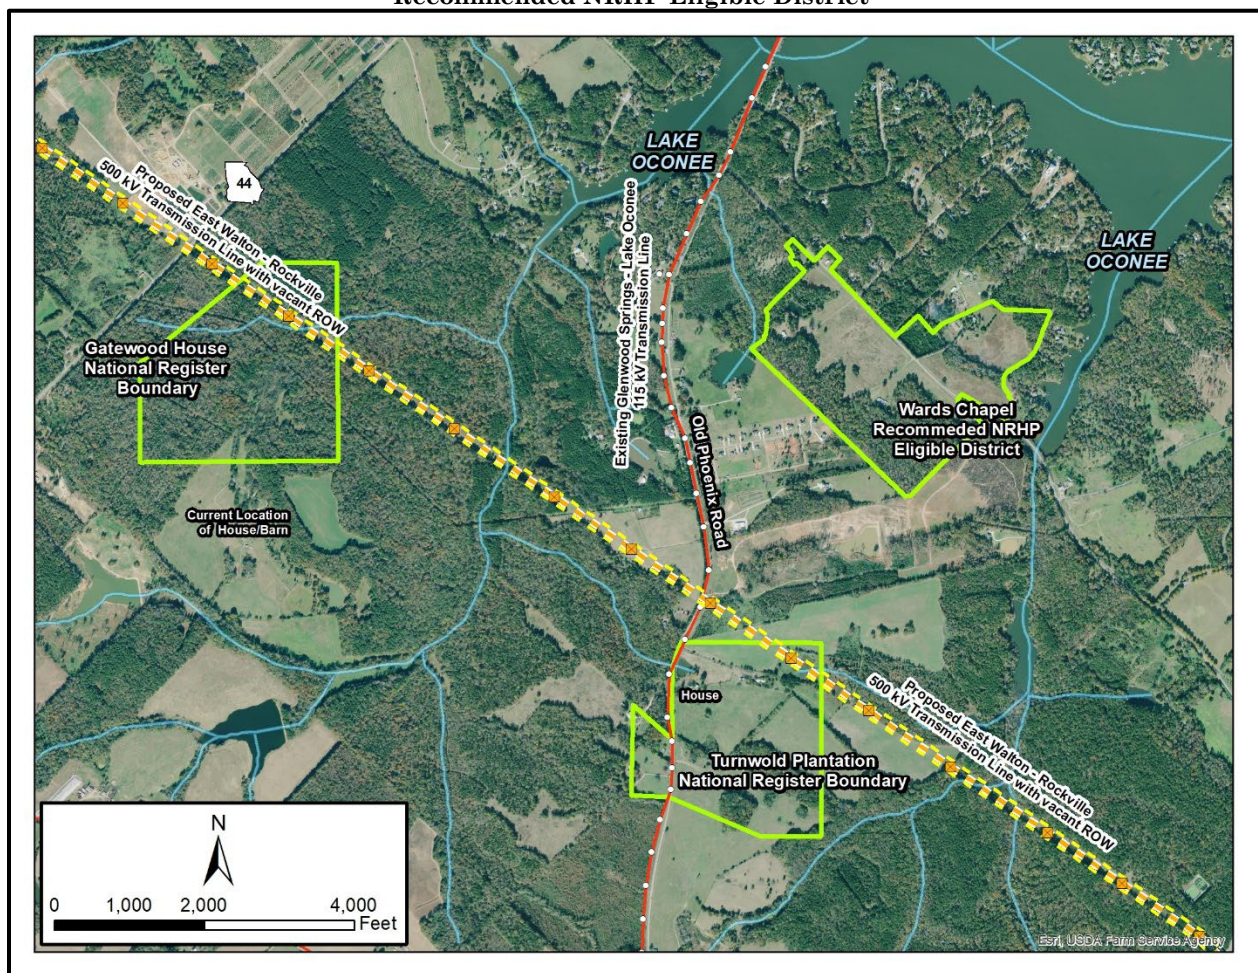 Recommended NRHP Eligible District
LAKE
OCONEE
44
Proposed East Walton - Rockville
500 kV Transmission Line with vacant ROW
Existing Glenwood Springs - Lake Oconee
115 kV Transmission Line
LAKE
OCONEE
Gatewood House
National Register
Boundary
Wards Chapel
Recommeded NRHP
Eligible District
Old Phoenix Road
Current Location
of House/Barn
House
Proposed East Walton - Rockville
500 kV Transmission Line with vacant ROW
Turnwold Plantation
National Register Boundary
N
0 1,000 2,000 4,000
Feet
Esri, USDA Farm Service Agency